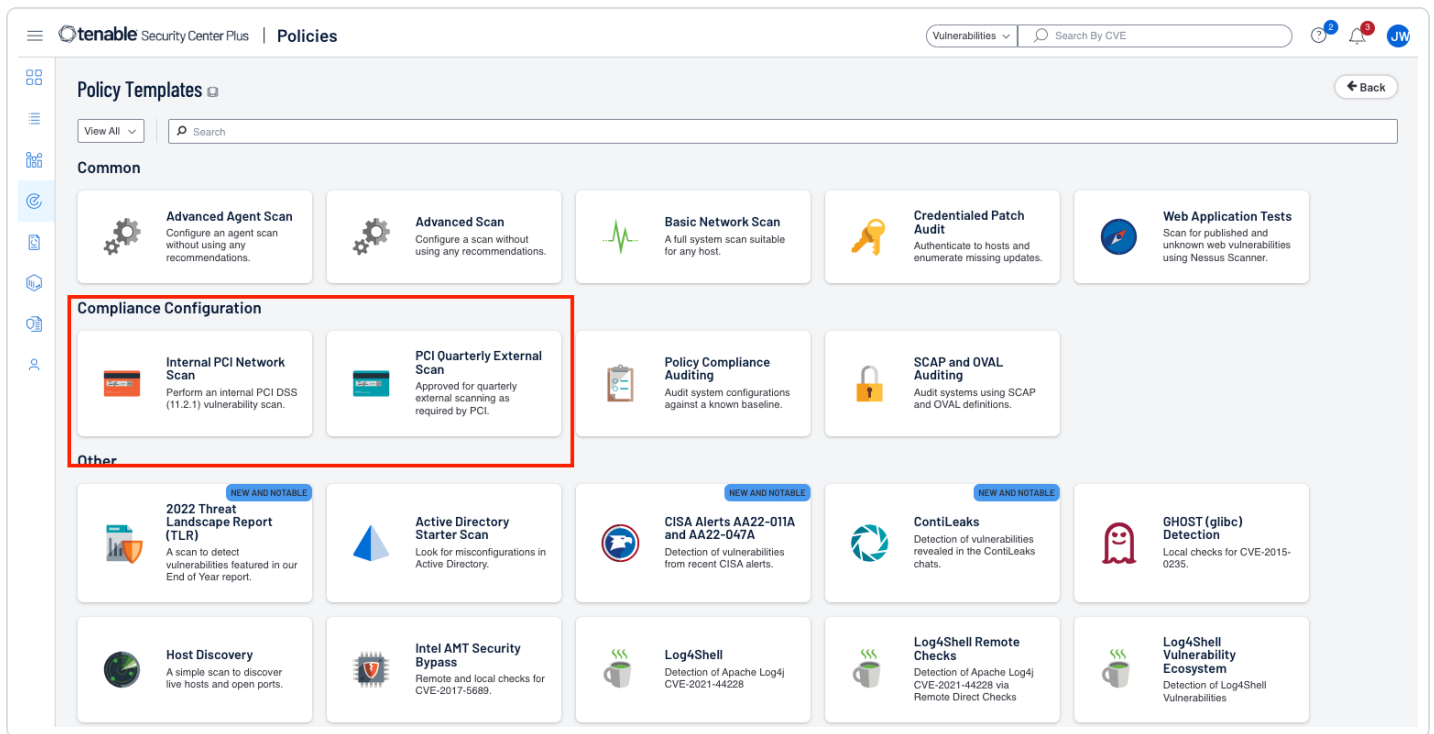 tenable Security Center Plus | Policies
Vulnerabilities
Search By CVE
2
3
JW
Policy Templates
Back
View All
Search
Common
Advanced Agent Scan
Configure an agent scan
without using any
recommendations.
Advanced Scan
Configure a scan without
using any recommendations.
Basic Network Scan
A full system scan suitable
for any host.
Credentialed Patch
Audit
Authenticate to hosts and
enumerate missing updates.
Web Application Tests
Scan for published and
unknown web vulnerabilities
using Nessus Scanner.
Compliance Configuration
Internal PCI Network
Scan
Perform an internal PCI DSS
(11.2.1) vulnerability scan.
PCI Quarterly External
Scan
Approved for quarterly
external scanning as
required by PCI.
Policy Compliance
Auditing
Audit system configurations
against a known baseline.
SCAP and OVAL
Auditing
Audit systems using SCAP
and OVAL definitions.
Other
NEW AND NOTABLE
2022 Threat
Landscape Report
(TLR)
A scan to detect
vulnerabilities featured in our
End of Year report.
Active Directory
Starter Scan
Look for misconfigurations in
Active Directory.
NEW AND NOTABLE
CISA Alerts AA22-011A
and AA22-047A
Detection of vulnerabilities
from recent CISA alerts.
NEW AND NOTABLE
ContiLeaks
Detection of vulnerabilities
revealed in the ContiLeaks
chats.
GHOST (glibc)
Detection
Local checks for CVE-2015-
0235.
Host Discovery
A simple scan to discover
live hosts and open ports.
Intel AMT Security
Bypass
Remote and local checks for
CVE-2017-5689.
Log4Shell
Detection of Apache Log4j
CVE-2021-44228
Log4Shell Remote
Checks
Detection of Apache Log4j
CVE-2021-44228 via
Remote Direct Checks
Log4Shell
Vulnerability
Ecosystem
Detection of Log4Shell
Vulnerabilities